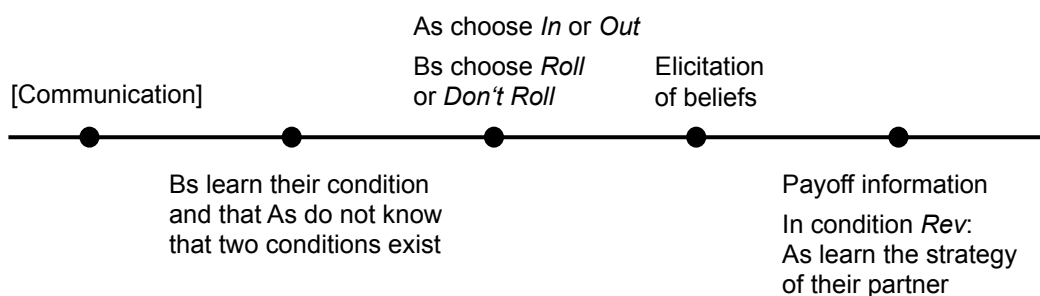 [Communication]
Bs learn their condition
and that As do not know
that two conditions exist
As choose In or Out
Bs choose Roll
or Don‘t Roll
Elicitation
of beliefs
Payoff information
In condition Rev:
As learn the strategy
of their partner